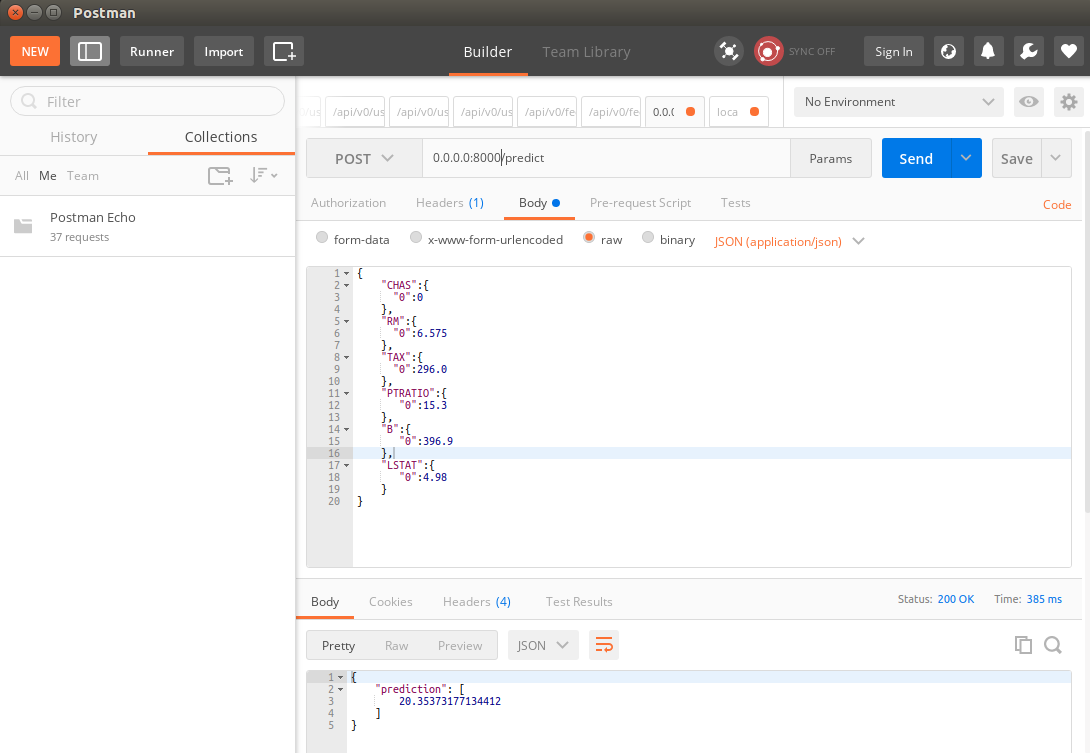 Postman
NEW Runner Import Builder Team Library SYNC OFF Sign In
Filter
History Collections
All Me Team
Postman Echo
37 requests
/api/v0/us /api/v0/us /api/v0/us /api/v0/fe /api/v0/fe 0.0.0 loca No Environment
POST 0.0.0.0:8000/predict Params Send Save
Authorization Headers (1) Body Pre-request Script Tests Code
form-data x-www-form-urlencoded raw binary JSON (application/json)
1 {
2 "CHAS":{
3 "0":0
4 },
5 "RM":{
6 "0":6.575
7 },
8 "TAX":{
9 "0":296.0
10 },
11 "PTRATIO":{
12 "0":15.3
13 },
14 "B":{
15 "0":396.9
16 },
17 "LSTAT":{
18 "0":4.98
19 }
20 }
Body Cookies Headers (4) Test Results Status: 200 OK Time: 385 ms
Pretty Raw Preview JSON
1 {
2 "prediction": [
3 20.35373177134412
4 ]
5 }